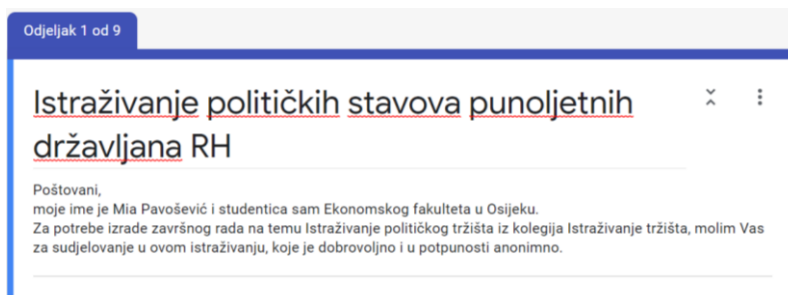 Odjeljak 1 od 9
Istraživanje političkih stavova punoljetnih
državljana RH
Poštovani,
moje ime je Mia Pavošević i studentica sam Ekonomskog fakulteta u Osijeku.
Za potrebe izrade završnog rada na temu Istraživanje političkog tržišta iz kolegija Istraživanje tržišta, molim Vas
za sudjelovanje u ovom istraživanju, koje je dobrovoljno i u potpunosti anonimno.